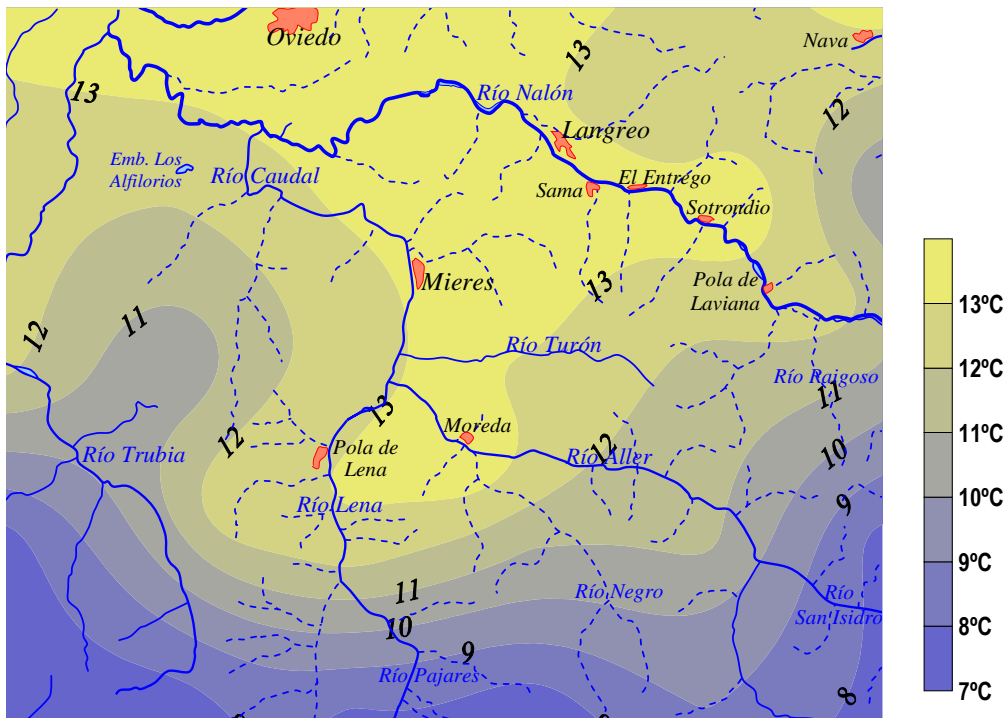 Oviedo
Nava
13
13
Río Nalón
12
Langreo
Emb. Los
Alfilorios
Río Caudal
El Entrego
Sama
Sotrondio
Mieres
13
Pola de
Laviana
11
12
Río Turón
Río Raigoso
11
13
Moreda
12
Pola de
Lena
Río Trubia
12
Río Aller
10
Río Lena
9
11
Río Negro
Río
San Isidro
10
9
Río Pajares
8
13ºC
12ºC
11ºC
10ºC
9ºC
8ºC
7ºC